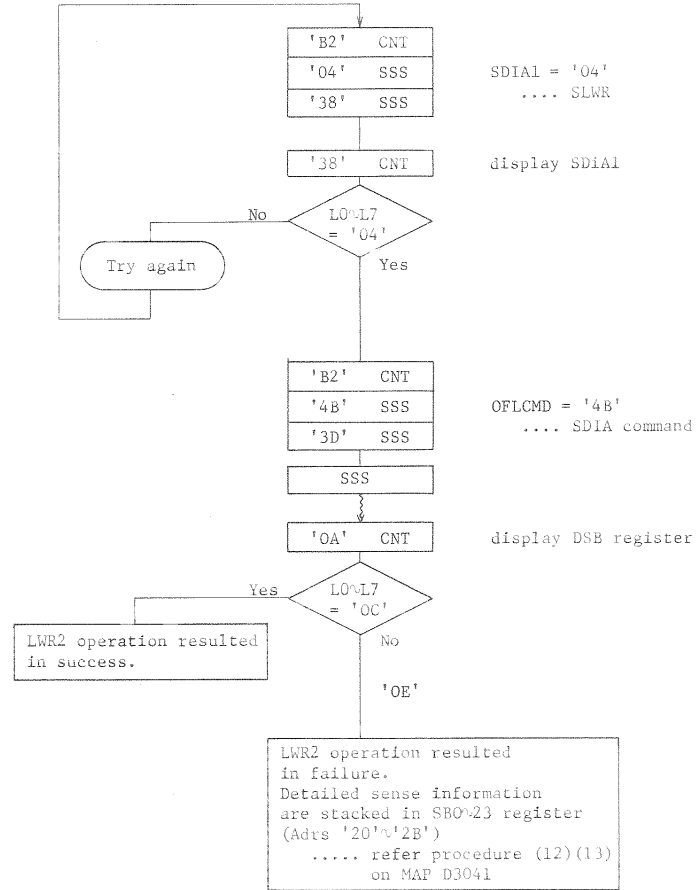 'B2' CNT
'04' SSS
'38' SSS
SDIA1 = '04'
.... SLWR
'38' CNT
display SDiA1
L0~L7
= '04'
No
Yes
Try again
'B2' CNT
'4B' SSS
'3D' SSS
OFLCMD = '4B'
.... SDIA command
SSS
'0A' CNT
display DSB register
L0~L7
= '0C'
Yes
No
LWR2 operation resulted
in success.
'0E'
LWR2 operation resulted
in failure.
Detailed sense information
are stacked in SB0~23 register
(Adrs '20'~'2B')
..... refer procedure (12)(13)
on MAP D3041